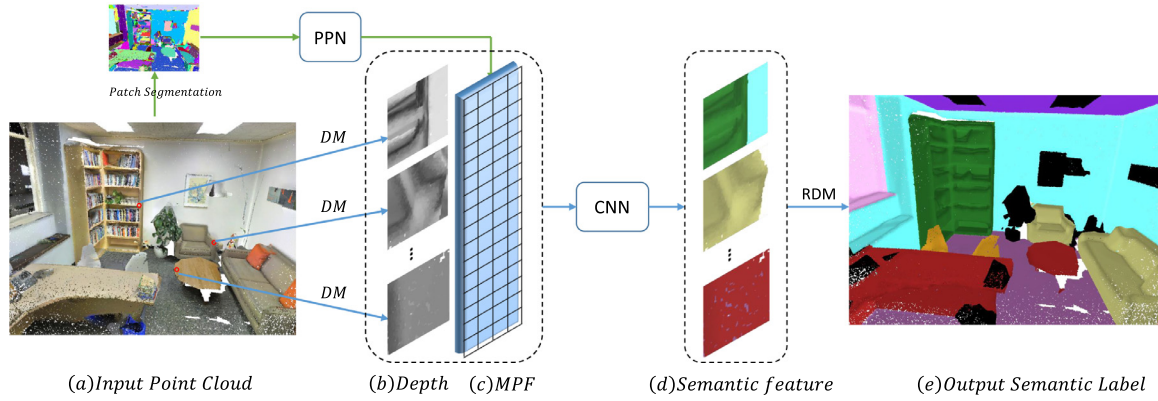 PPN
Patch Segmentation
DM
DM
DM
CNN
RDM
(a)Input Point Cloud
(b)Depth
(c)MPF
(d)Semantic feature
(e)Output Semantic Label